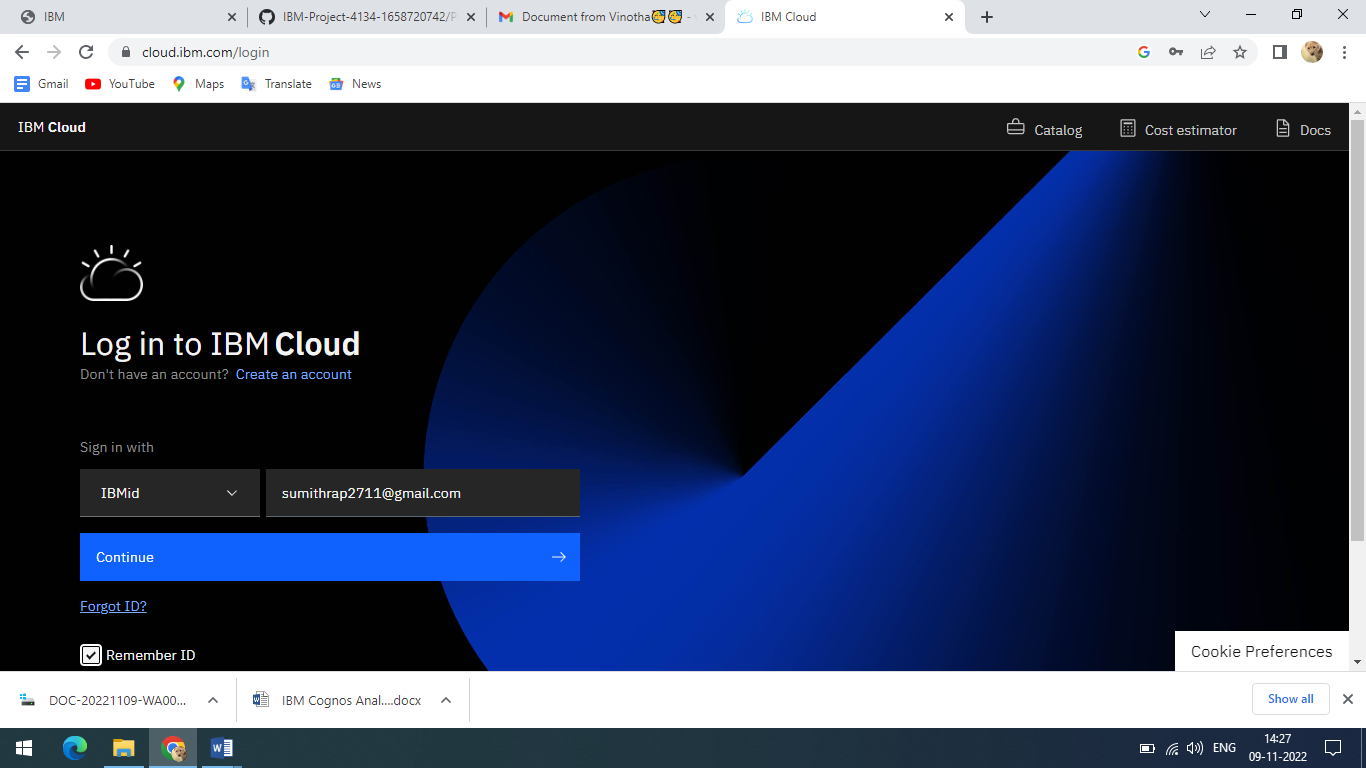 IBM
IBM-Project-4134-1658720742/P
Document from Vinotha🥳🥳 -
IBM Cloud
cloud.ibm.com/login
Gmail
YouTube
Maps
Translate
News
IBM Cloud
Catalog
Cost estimator
Docs
Log in to IBM Cloud
Don't have an account? Create an account
Sign in with
IBMid
sumithrap2711@gmail.com
Continue
Forgot ID?
Remember ID
Cookie Preferences
DOC-20221109-WA00...
IBM Cognos Anal....docx
Show all
ENG
14:27
09-11-2022